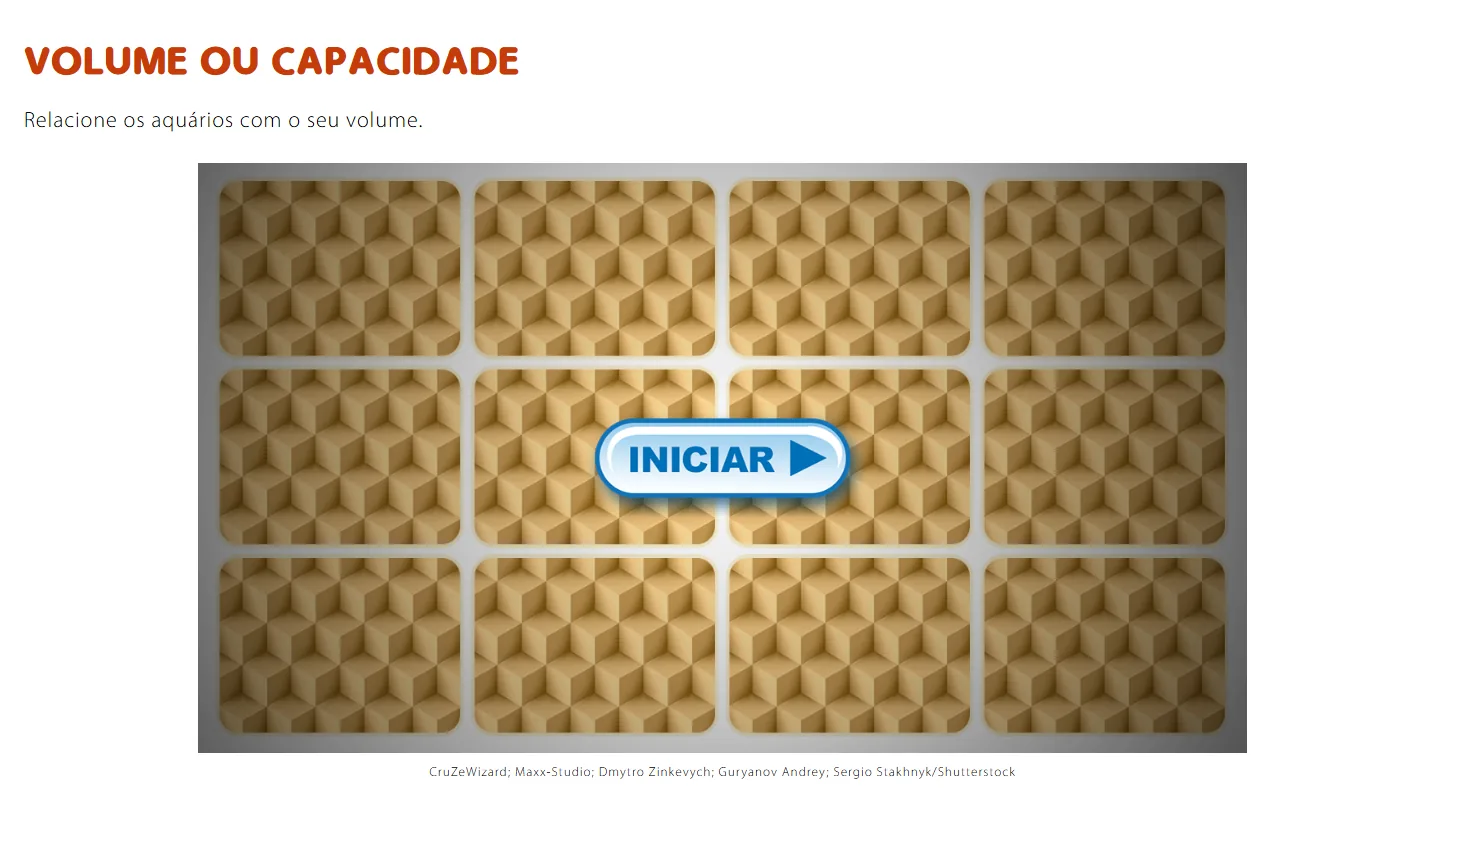 VOLUME OU CAPACIDADE
Relacione os aquários com o seu volume.
INICIAR
CruZeWizard; Maxx-Studio; Dmytro Zinkevych; Guryanov Andrey; Sergio Stakhnyk/Shutterstock